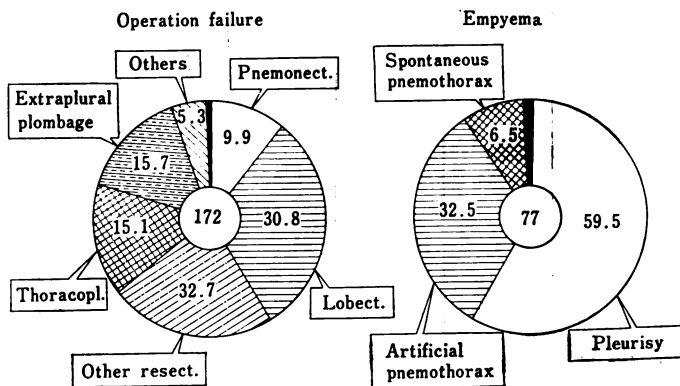 Operation failure
Others
Pnemonect.
Extraplural
plombage
5.3
9.9
15.7
172
30.8
15.1
32.7
Thoracopl.
Lobect.
Other resect.
Empyema
Spontaneous
pnemothorax
6.5
32.5
77
59.5
Artificial
pnemothorax
Pleurisy